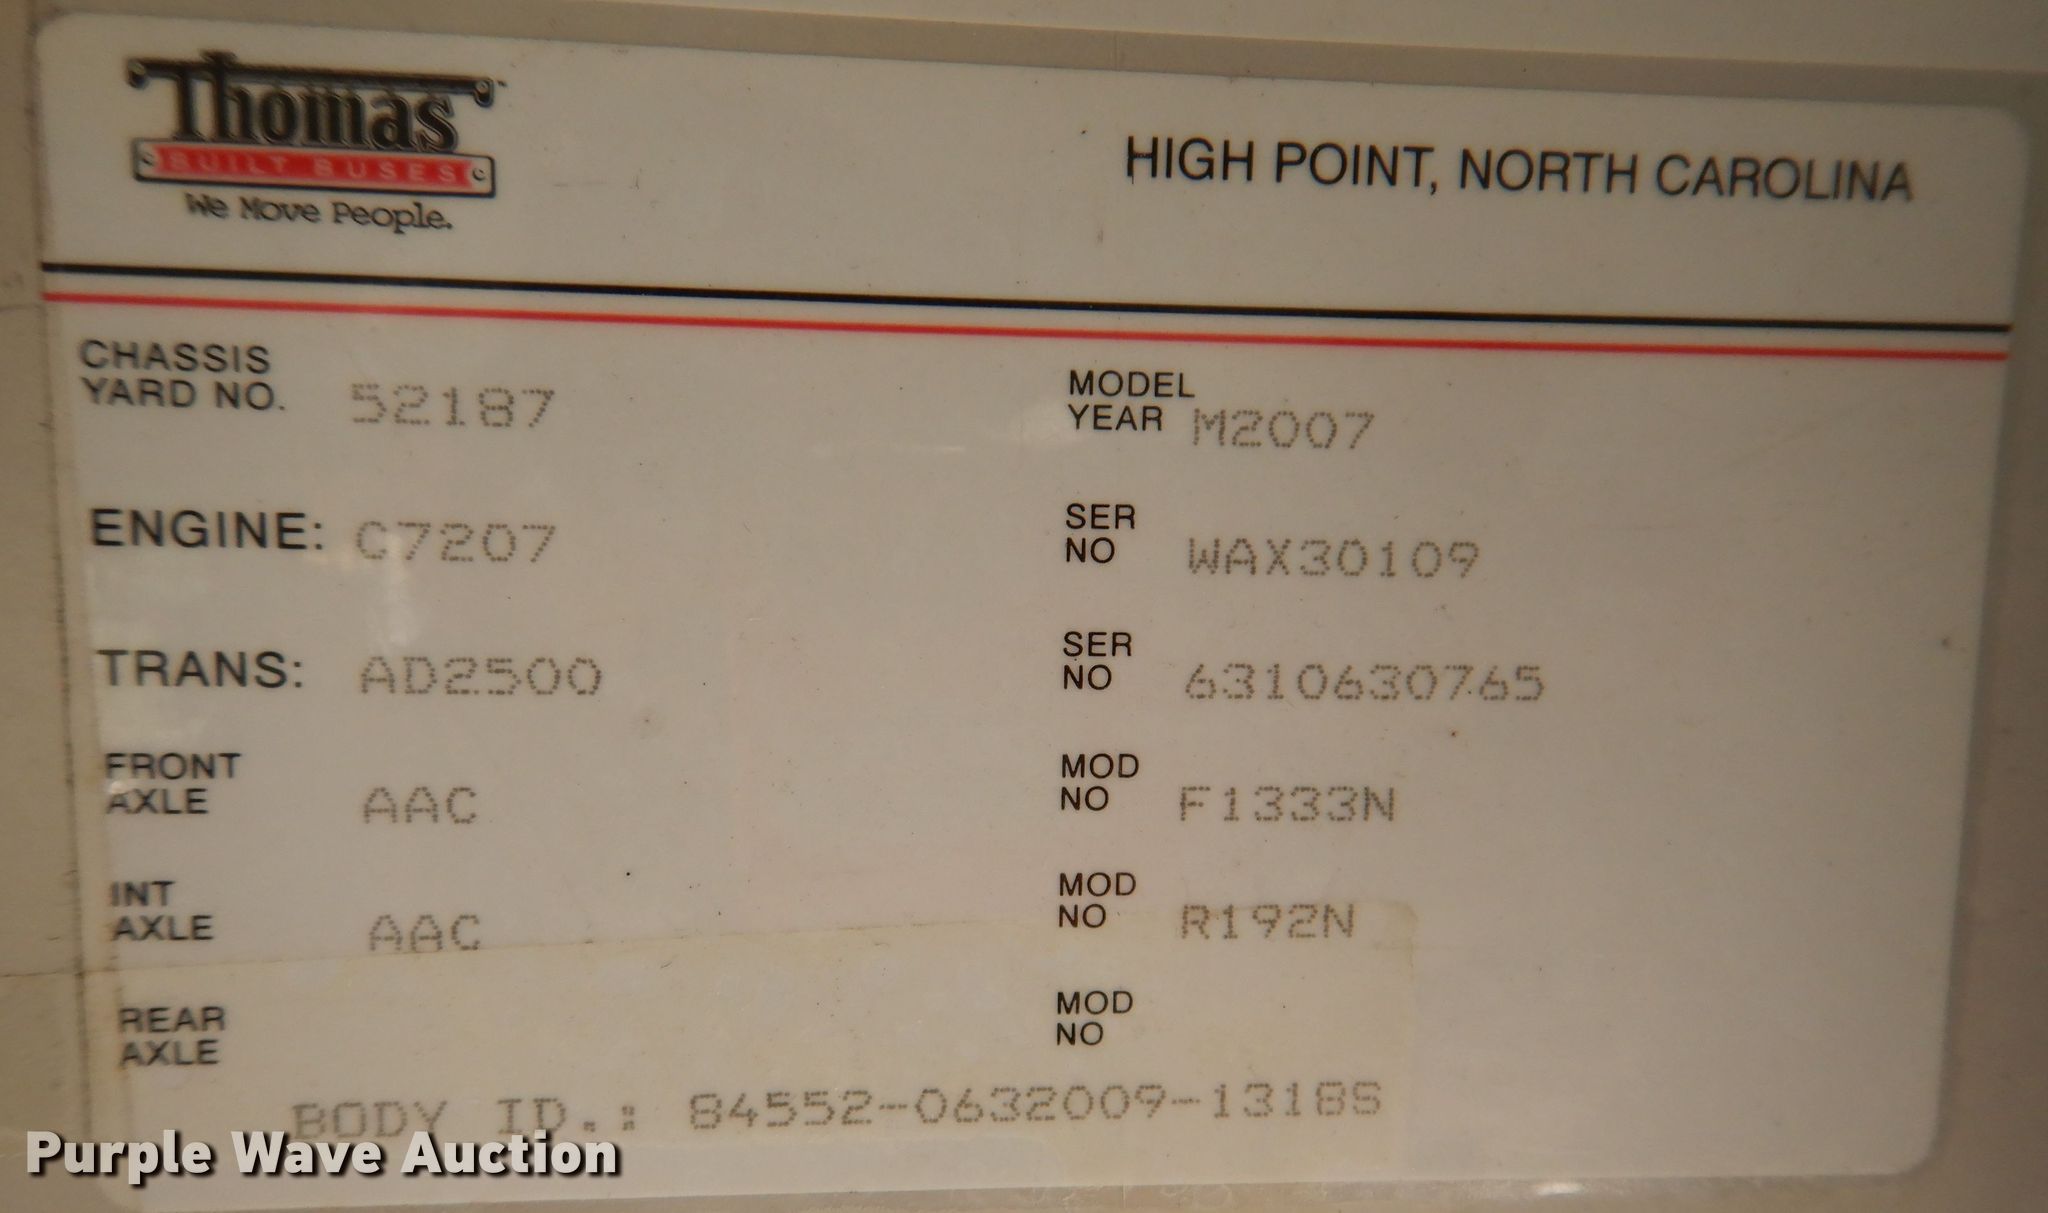 Thomas
BUILT BUSES
We Move People.
HIGH POINT, NORTH CAROLINA
CHASSIS
YARD NO. 52187
MODEL
YEAR M2007
ENGINE: C7207
SER
NO WAX30109
TRANS: AD2500
SER
NO 6310630765
FRONT
AXLE AAC
MOD
NO F1333N
INT
AXLE AAC
MOD
NO R192N
REAR
AXLE
MOD
NO
BODY ID.: 84552-0632009-1318S
Purple Wave Auction